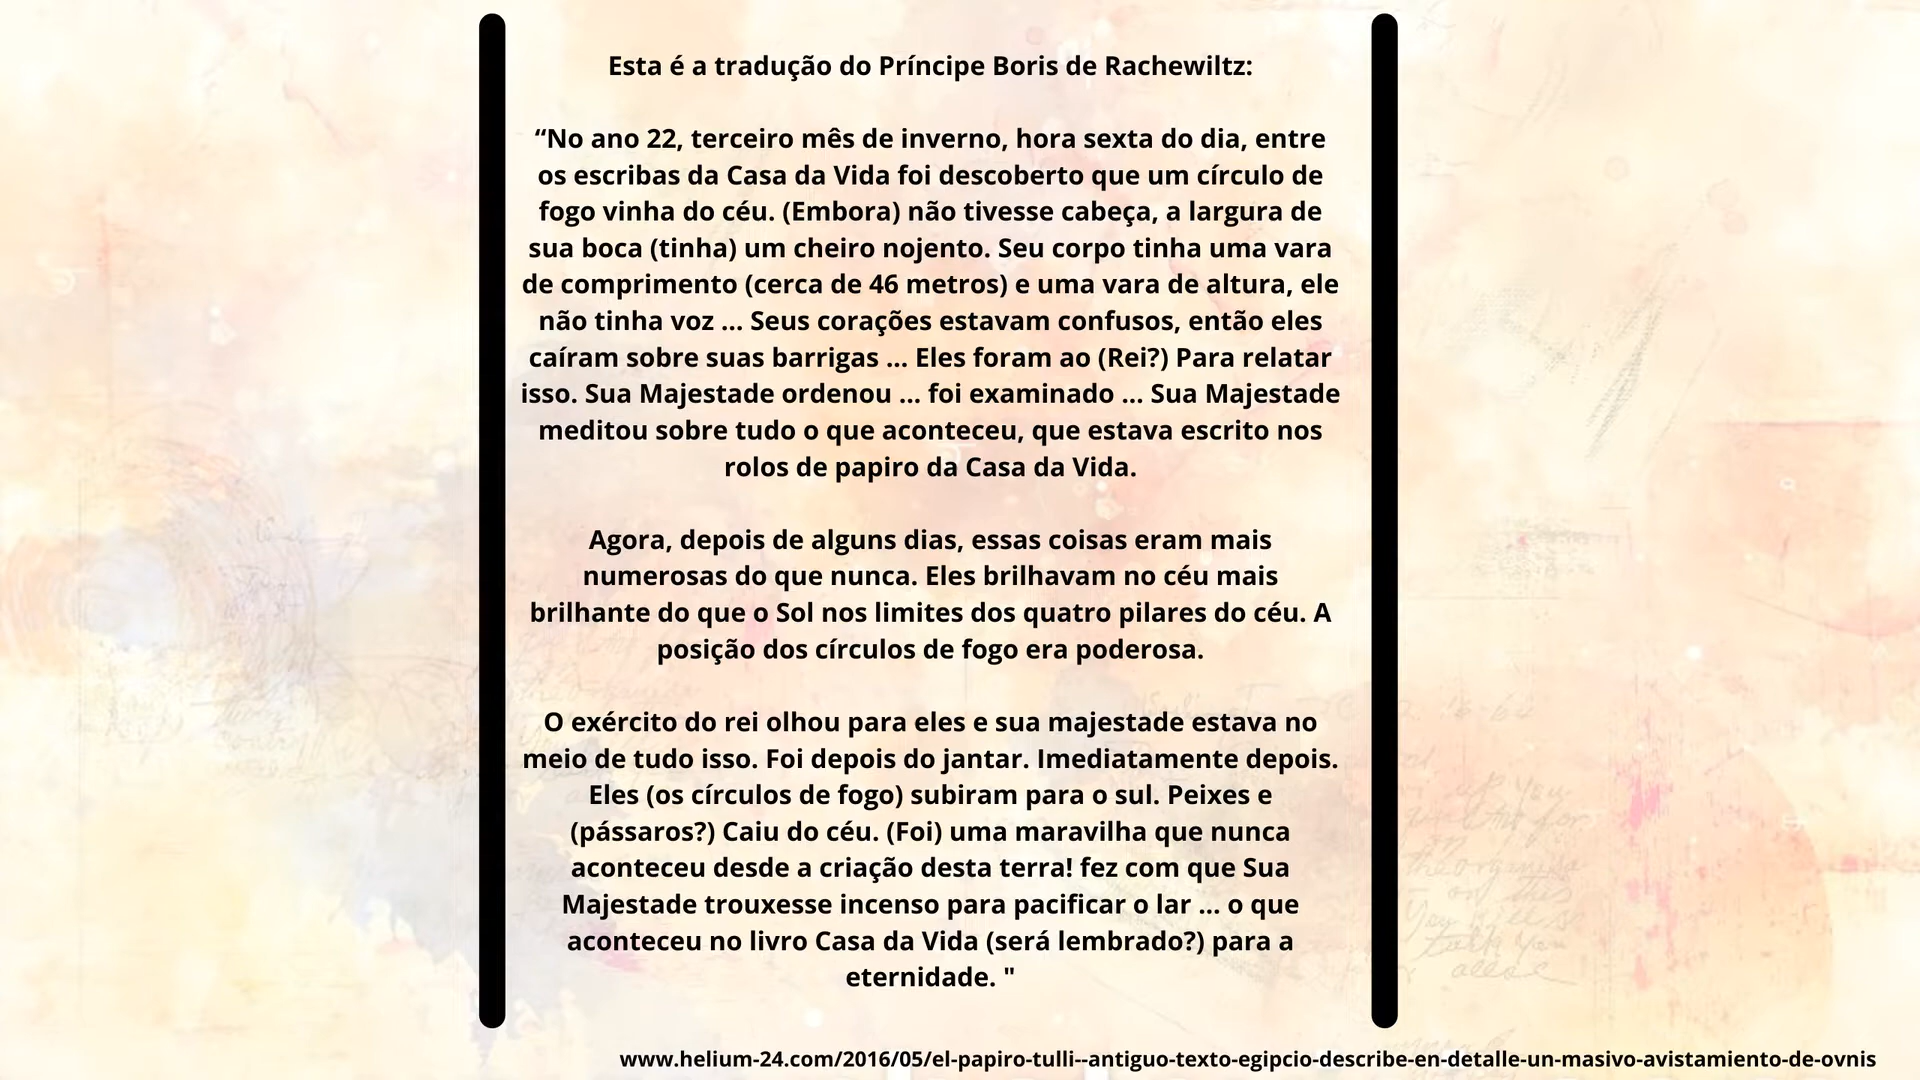 Esta é a tradução do Príncipe Boris de Rachewiltz:
“No ano 22, terceiro mês de inverno, hora sexta do dia, entre
os escribas da Casa da Vida foi descoberto que um círculo de
fogo vinha do céu. (Embora) não tivesse cabeça, a largura de
sua boca (tinha) um cheiro nojento. Seu corpo tinha uma vara
de comprimento (cerca de 46 metros) e uma vara de altura, ele
não tinha voz ... Seus corações estavam confusos, então eles
caíram sobre suas barrigas ... Eles foram ao (Rei?) Para relatar
isso. Sua Majestade ordenou ... foi examinado ... Sua Majestade
meditou sobre tudo o que aconteceu, que estava escrito nos
rolos de papiro da Casa da Vida.
Agora, depois de alguns dias, essas coisas eram mais
numerosas do que nunca. Eles brilhavam no céu mais
brilhante do que o Sol nos limites dos quatro pilares do céu. A
posição dos círculos de fogo era poderosa.
O exército do rei olhou para eles e sua majestade estava no
meio de tudo isso. Foi depois do jantar. Imediatamente depois.
Eles (os círculos de fogo) subiram para o sul. Peixes e
(pássaros?) Caiu do céu. (Foi) uma maravilha que nunca
aconteceu desde a criação desta terra! fez com que Sua
Majestade trouxesse incenso para pacificar o lar ... o que
aconteceu no livro Casa da Vida (será lembrado?) para a
eternidade. "
www.helium-24.com/2016/05/el-papiro-tulli--antiguo-texto-egipcio-describe-en-detalle-un-masivo-avistamiento-de-ovnis